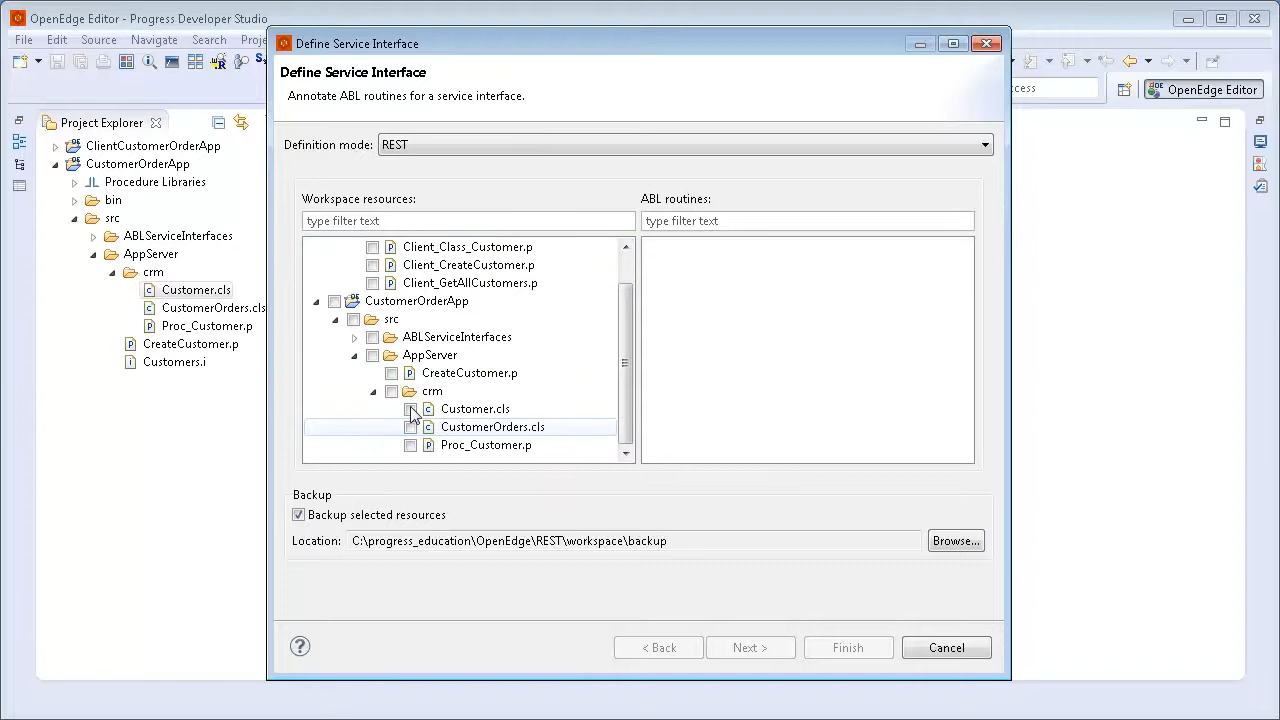 OpenEdge Editor - Progress Developer Studio
File Edit Source Navigate Search
Define Service Interface
Define Service Interface
Annotate ABL routines for a service interface.
OpenEdge Editor
Project Explorer
ClientCustomerOrderApp
CustomerOrderApp
Procedure Libraries
bin
src
ABLServiceInterfaces
AppServer
crm
Customer.cls
CustomerOrders.cls
Proc_Customer.p
CreateCustomer.p
Customers.i
Definition mode: REST
Workspace resources:
type filter text
Client_Class_Customer.p
Client_CreateCustomer.p
Client_GetAllCustomers.p
CustomerOrderApp
src
ABLServiceInterfaces
AppServer
CreateCustomer.p
crm
Customer.cls
CustomerOrders.cls
Proc_Customer.p
ABL routines:
type filter text
Backup
Backup selected resources
Location: C:\progress_education\OpenEdge\REST\workspace\backup Browse...
? < Back Next > Finish Cancel